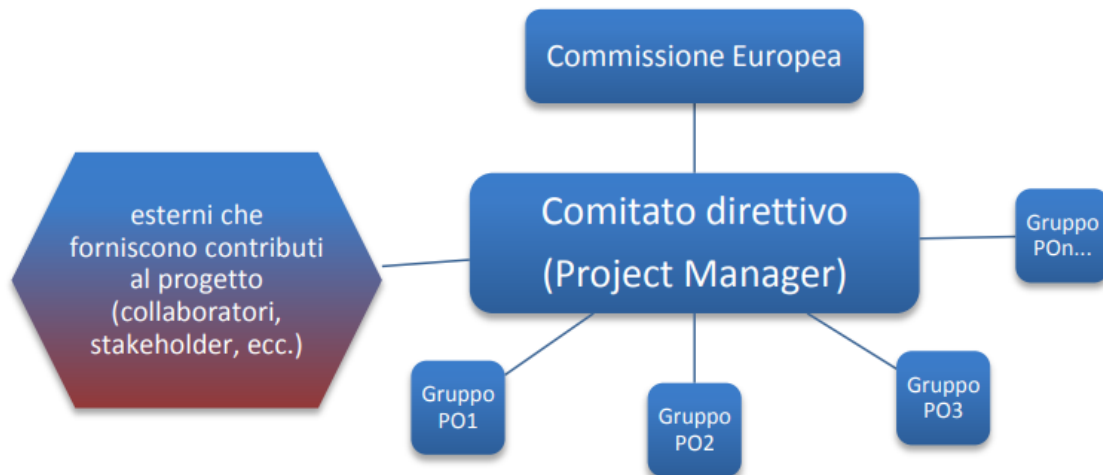 Commissione Europea
Comitato direttivo
(Project Manager)
esterni che
forniscono contributi
al progetto
(collaboratori,
stakeholder, ecc.)
Gruppo
POn...
Gruppo
PO1
Gruppo
PO2
Gruppo
PO3